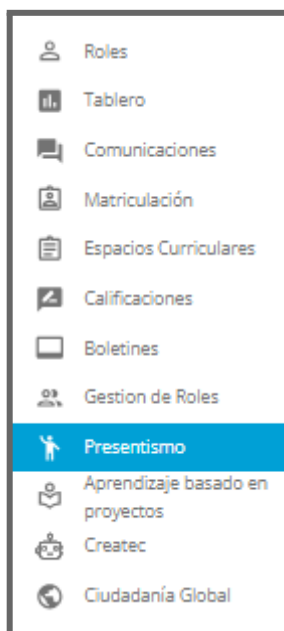 Roles
Tablero
Comunicaciones
Matriculación
Espacios Curriculares
Calificaciones
Boletines
Gestion de Roles
Presentismo
Aprendizaje basado en
proyectos
Createc
Ciudadanía Global